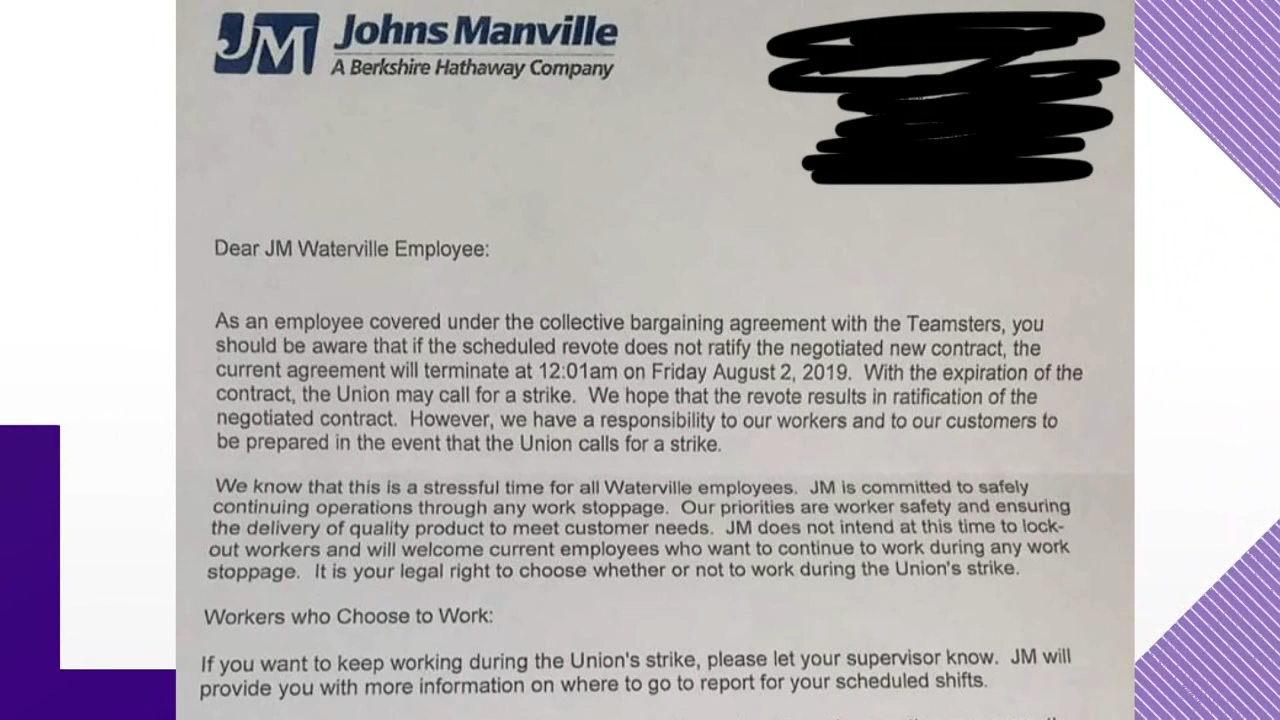 JM Johns Manville
A Berkshire Hathaway Company
Dear JM Waterville Employee:
As an employee covered under the collective bargaining agreement with the Teamsters, you
should be aware that if the scheduled revote does not ratify the negotiated new contract, the
current agreement will terminate at 12:01am on Friday August 2, 2019.  With the expiration of the
contract, the Union may call for a strike.  We hope that the revote results in ratification of the
negotiated contract.  However, we have a responsibility to our workers and to our customers to
be prepared in the event that the Union calls for a strike.
We know that this is a stressful time for all Waterville employees.  JM is committed to safely
continuing operations through any work stoppage.  Our priorities are worker safety and ensuring
the delivery of quality product to meet customer needs.  JM does not intend at this time to lock-
out workers and will welcome current employees who want to continue to work during any work
stoppage.  It is your legal right to choose whether or not to work during the Union's strike.
Workers who Choose to Work:
If you want to keep working during the Union's strike, please let your supervisor know.  JM will
provide you with more information on where to go to report for your scheduled shifts.